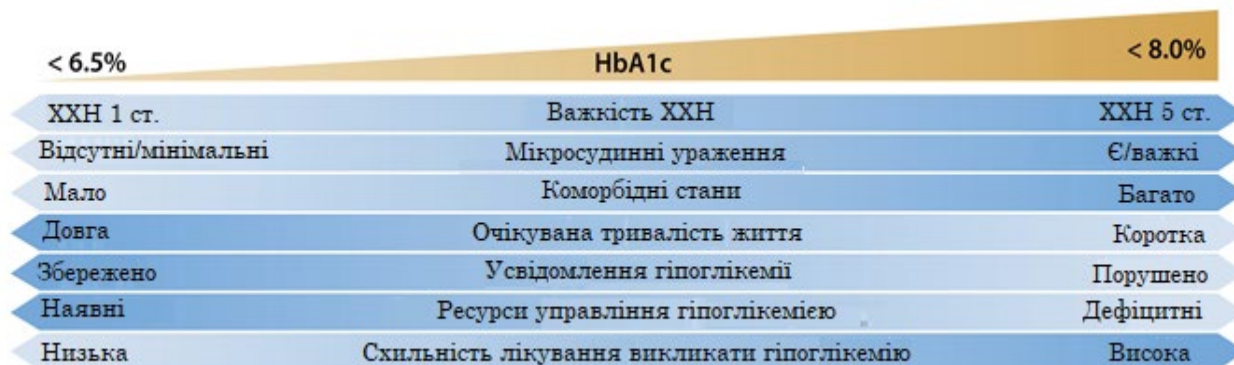 < 6.5% HbA1c < 8.0%
ХХН 1 ст. Важкість ХХН ХХН 5 ст.
Відсутні/мінімальні Мікросудинні ураження Є/важкі
Мало Коморбідні стани Багато
Довга Очікувана тривалість життя Коротка
Збережено Усвідомлення гіпоглікемії Порушено
Наявні Ресурси управління гіпоглікемією Дефіцитні
Низька Схильність лікування викликати гіпоглікемію Висока